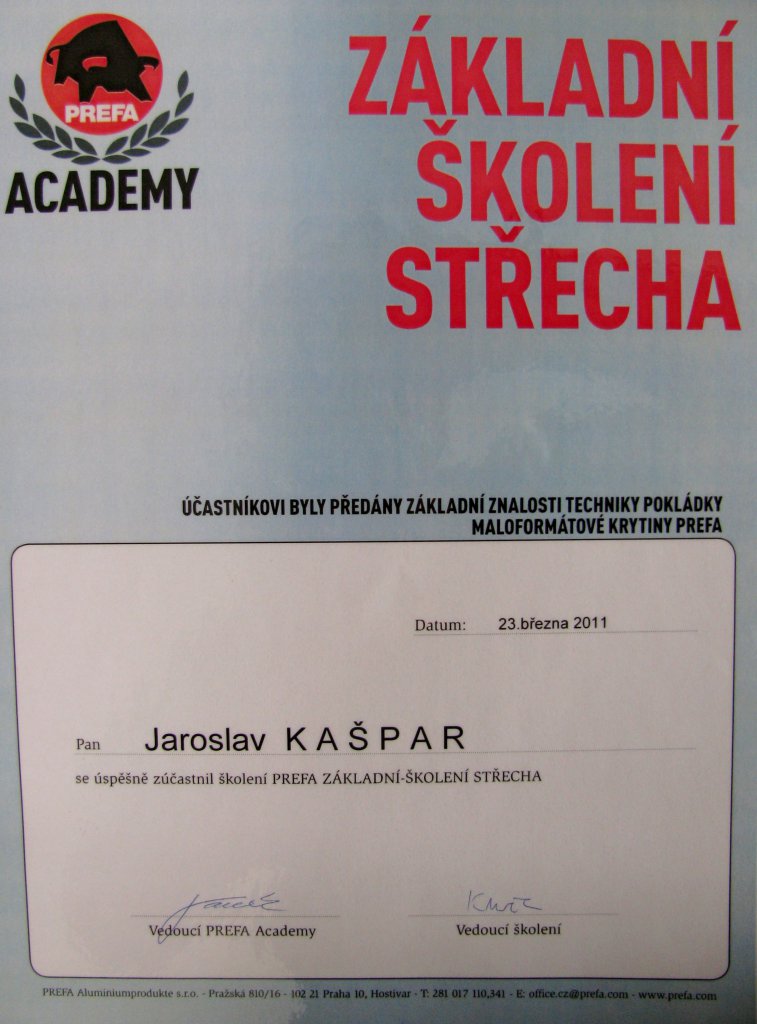 PREFA
ACADEMY
ZÁKLADNÍ
ŠKOLENÍ
STŘECHA
ÚČASTNÍKOVI BYLY PŘEDÁNY ZÁKLADNÍ ZNALOSTI TECHNIKY POKLÁDKY
MALOFORMÁTOVÉ KRYTINY PREFA
Datum: 23.března 2011
Pan Jaroslav KAŠPAR
se úspěšně zúčastnil školení PREFA ZÁKLADNÍ-ŠKOLENÍ STŘECHA
Vedoucí PREFA Academy Vedoucí školení
PREFA Aluminiumprodukte s.r.o. - Pražská 810/16 - 102 21 Praha 10, Hostivar - T: 281 017 110,341 - E: office.cz@prefa.com - www.prefa.com